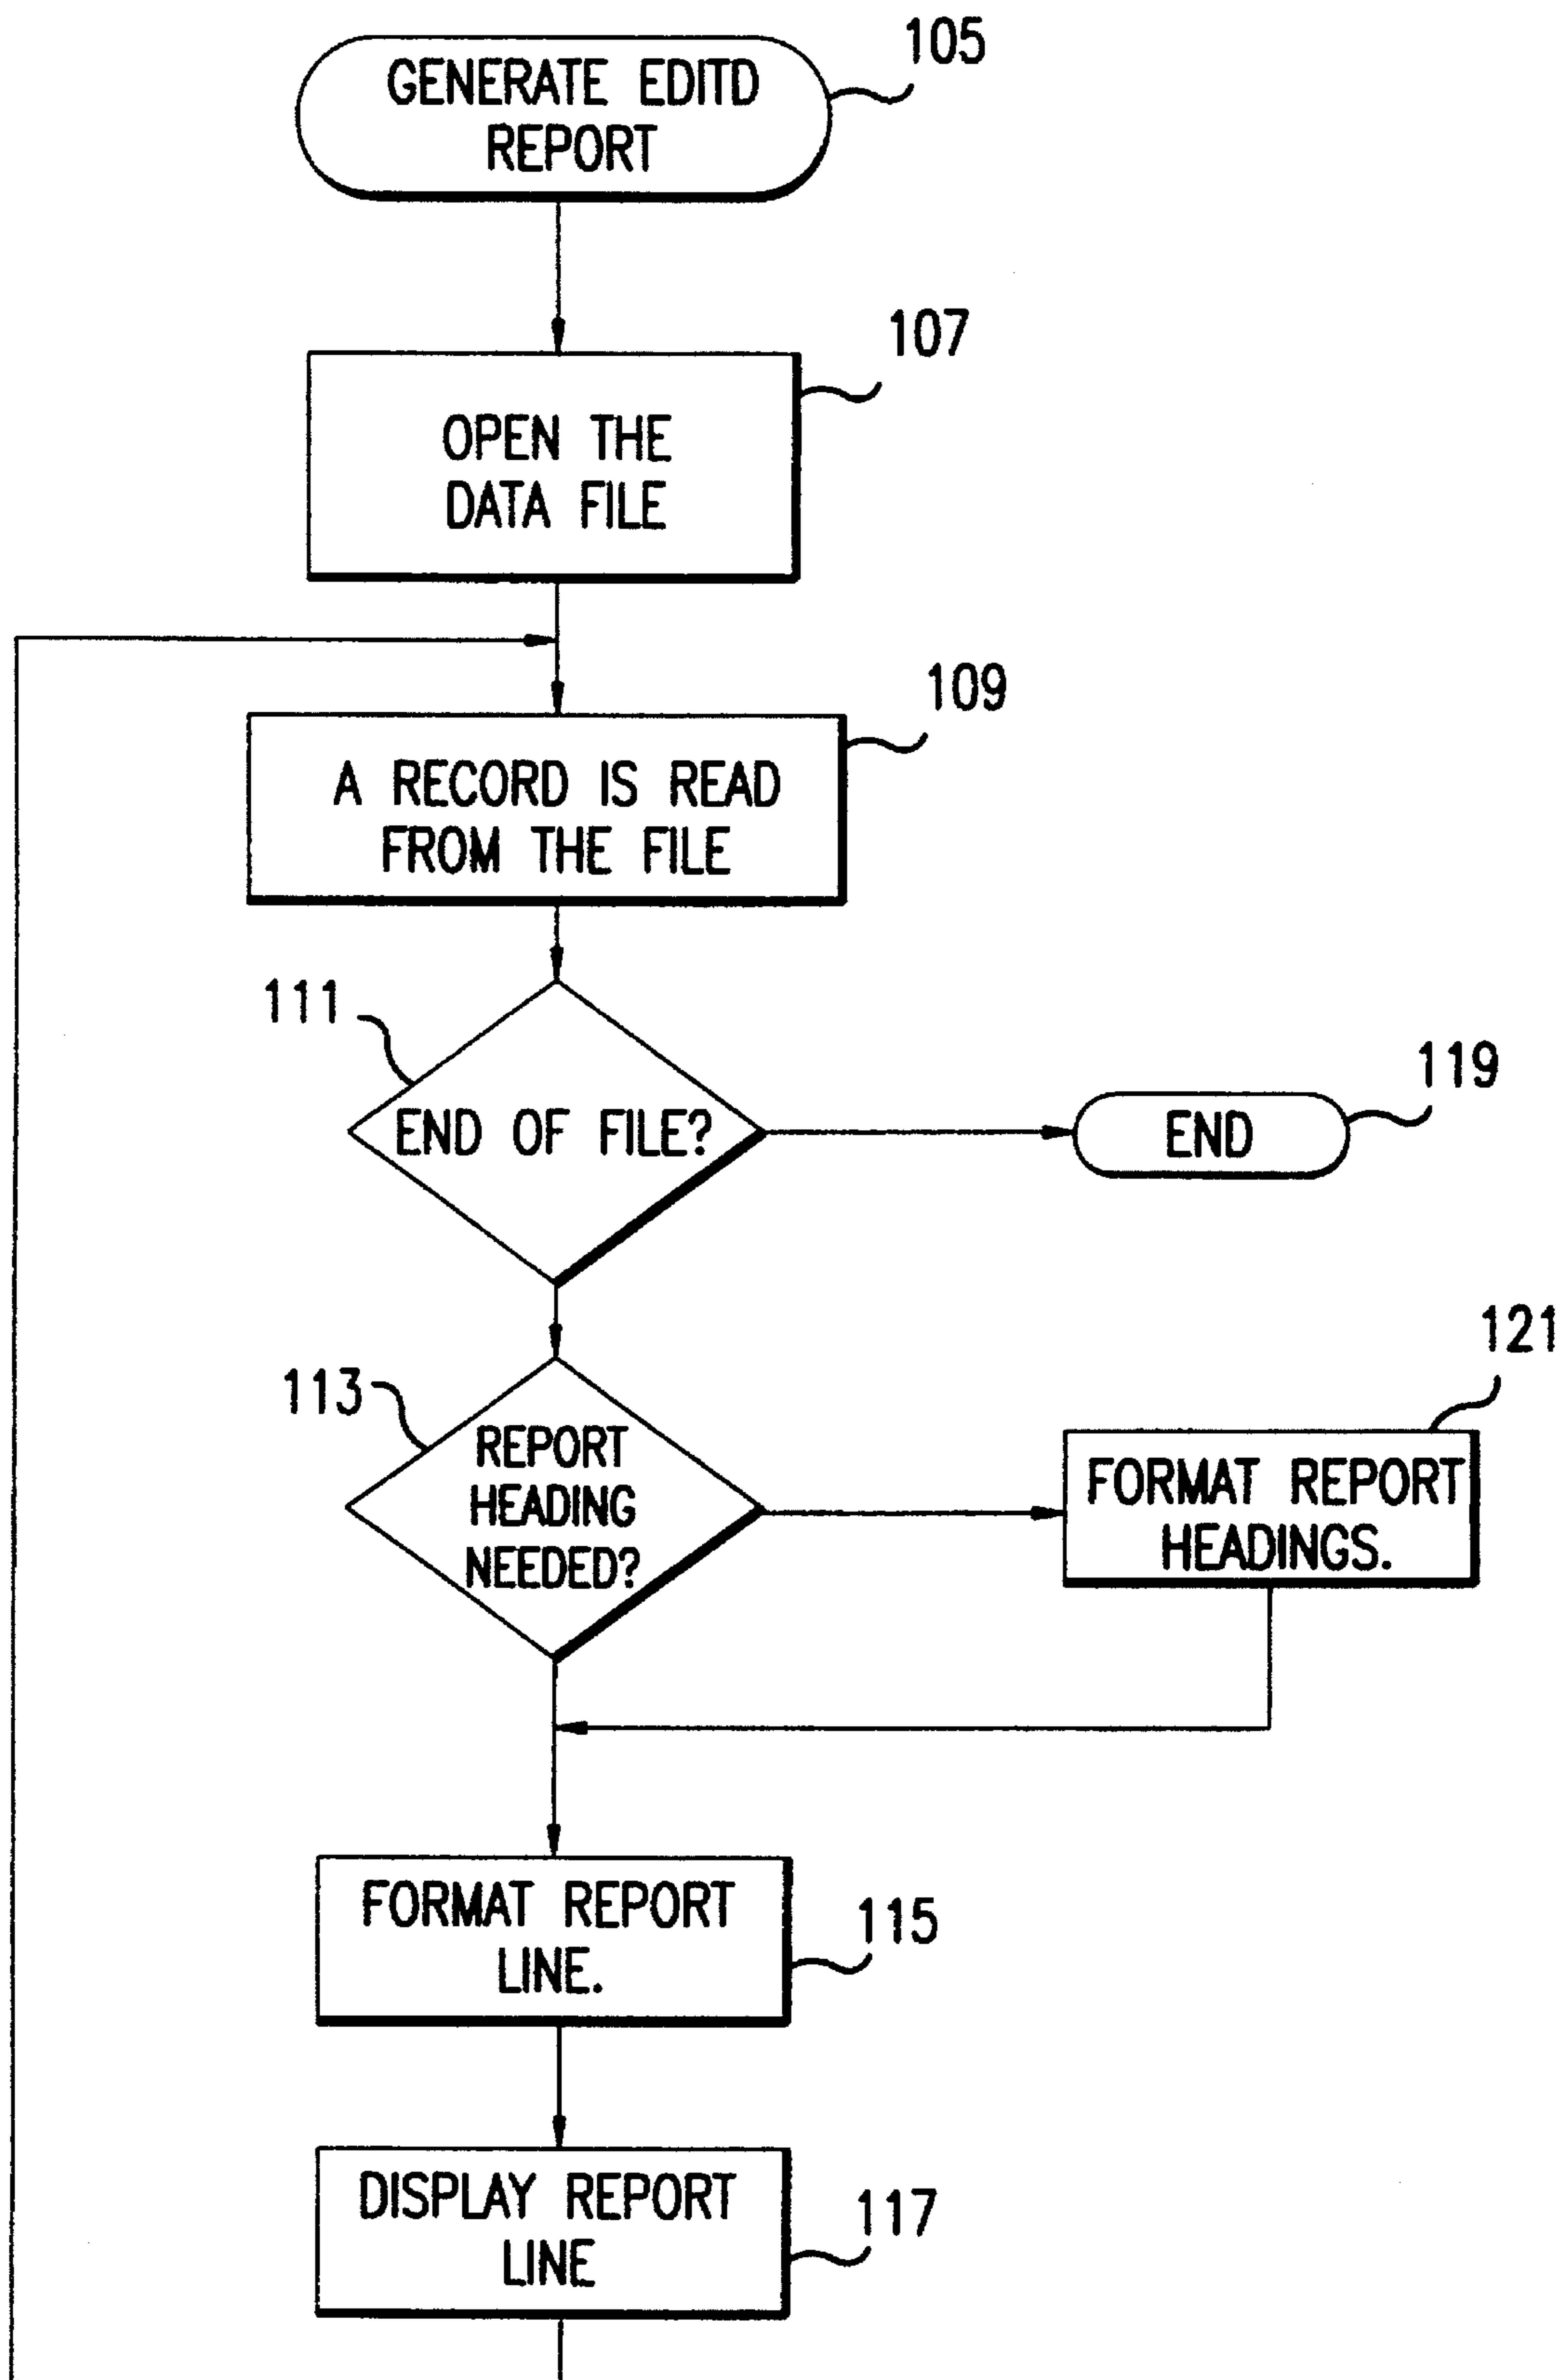 GENERATE EDITD
REPORT
105
OPEN THE
DATA FILE
107
A RECORD IS READ
FROM THE FILE
109
111
END OF FILE?
END
119
113
REPORT
HEADING
NEEDED?
121
FORMAT REPORT
HEADINGS.
FORMAT REPORT
LINE.
115
DISPLAY REPORT
LINE
117